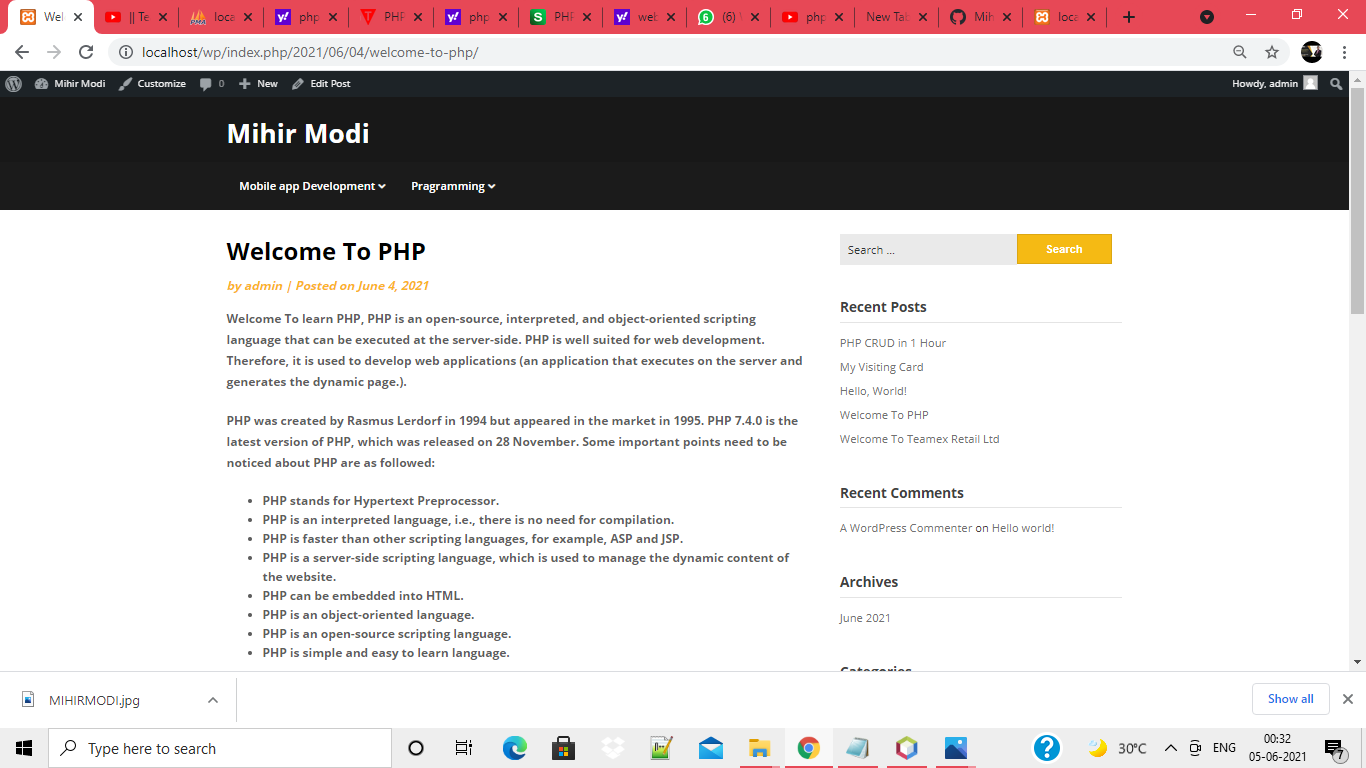 Wel
|| Te
loca
php
PHP
php
PHP
web
(6) \
php
New Tab
Mih
loca
localhost/wp/index.php/2021/06/04/welcome-to-php/
Mihir Modi
Customize
0
New
Edit Post
Howdy, admin
Mihir Modi
Mobile app Development
Pragramming
Welcome To PHP
by admin | Posted on June 4, 2021
Welcome To learn PHP, PHP is an open-source, interpreted, and object-oriented scripting
language that can be executed at the server-side. PHP is well suited for web development.
Therefore, it is used to develop web applications (an application that executes on the server and
generates the dynamic page.).
PHP was created by Rasmus Lerdorf in 1994 but appeared in the market in 1995. PHP 7.4.0 is the
latest version of PHP, which was released on 28 November. Some important points need to be
noticed about PHP are as followed:
• PHP stands for Hypertext Preprocessor.
• PHP is an interpreted language, i.e., there is no need for compilation.
• PHP is faster than other scripting languages, for example, ASP and JSP.
• PHP is a server-side scripting language, which is used to manage the dynamic content of
the website.
• PHP can be embedded into HTML.
• PHP is an object-oriented language.
• PHP is an open-source scripting language.
• PHP is simple and easy to learn language.
Search ...
Search
Recent Posts
PHP CRUD in 1 Hour
My Visiting Card
Hello, World!
Welcome To PHP
Welcome To Teamex Retail Ltd
Recent Comments
A WordPress Commenter on Hello world!
Archives
June 2021
Categories
MIHIRMODI.jpg
Show all
Type here to search
30°C
ENG
00:32
05-06-2021
7